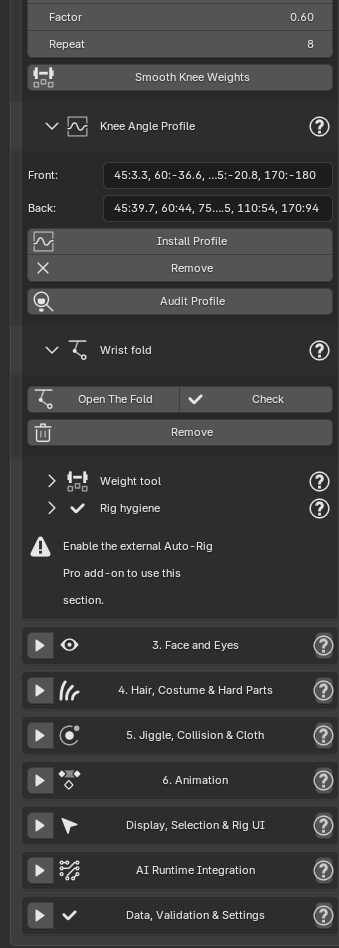 Factor 0.60
Repeat 8
Smooth Knee Weights
Knee Angle Profile
Front: 45:3.3, 60:-36.6, ...5:-20.8, 170:-180
Back: 45:39.7, 60:44, 75....5, 110:54, 170:94
Install Profile
Remove
Audit Profile
Wrist fold
Open The Fold Check
Remove
Weight tool
Rig hygiene
Enable the external Auto-Rig
Pro add-on to use this
section.
3. Face and Eyes
4. Hair, Costume & Hard Parts
5. Jiggle, Collision & Cloth
6. Animation
Display, Selection & Rig UI
AI Runtime Integration
Data, Validation & Settings